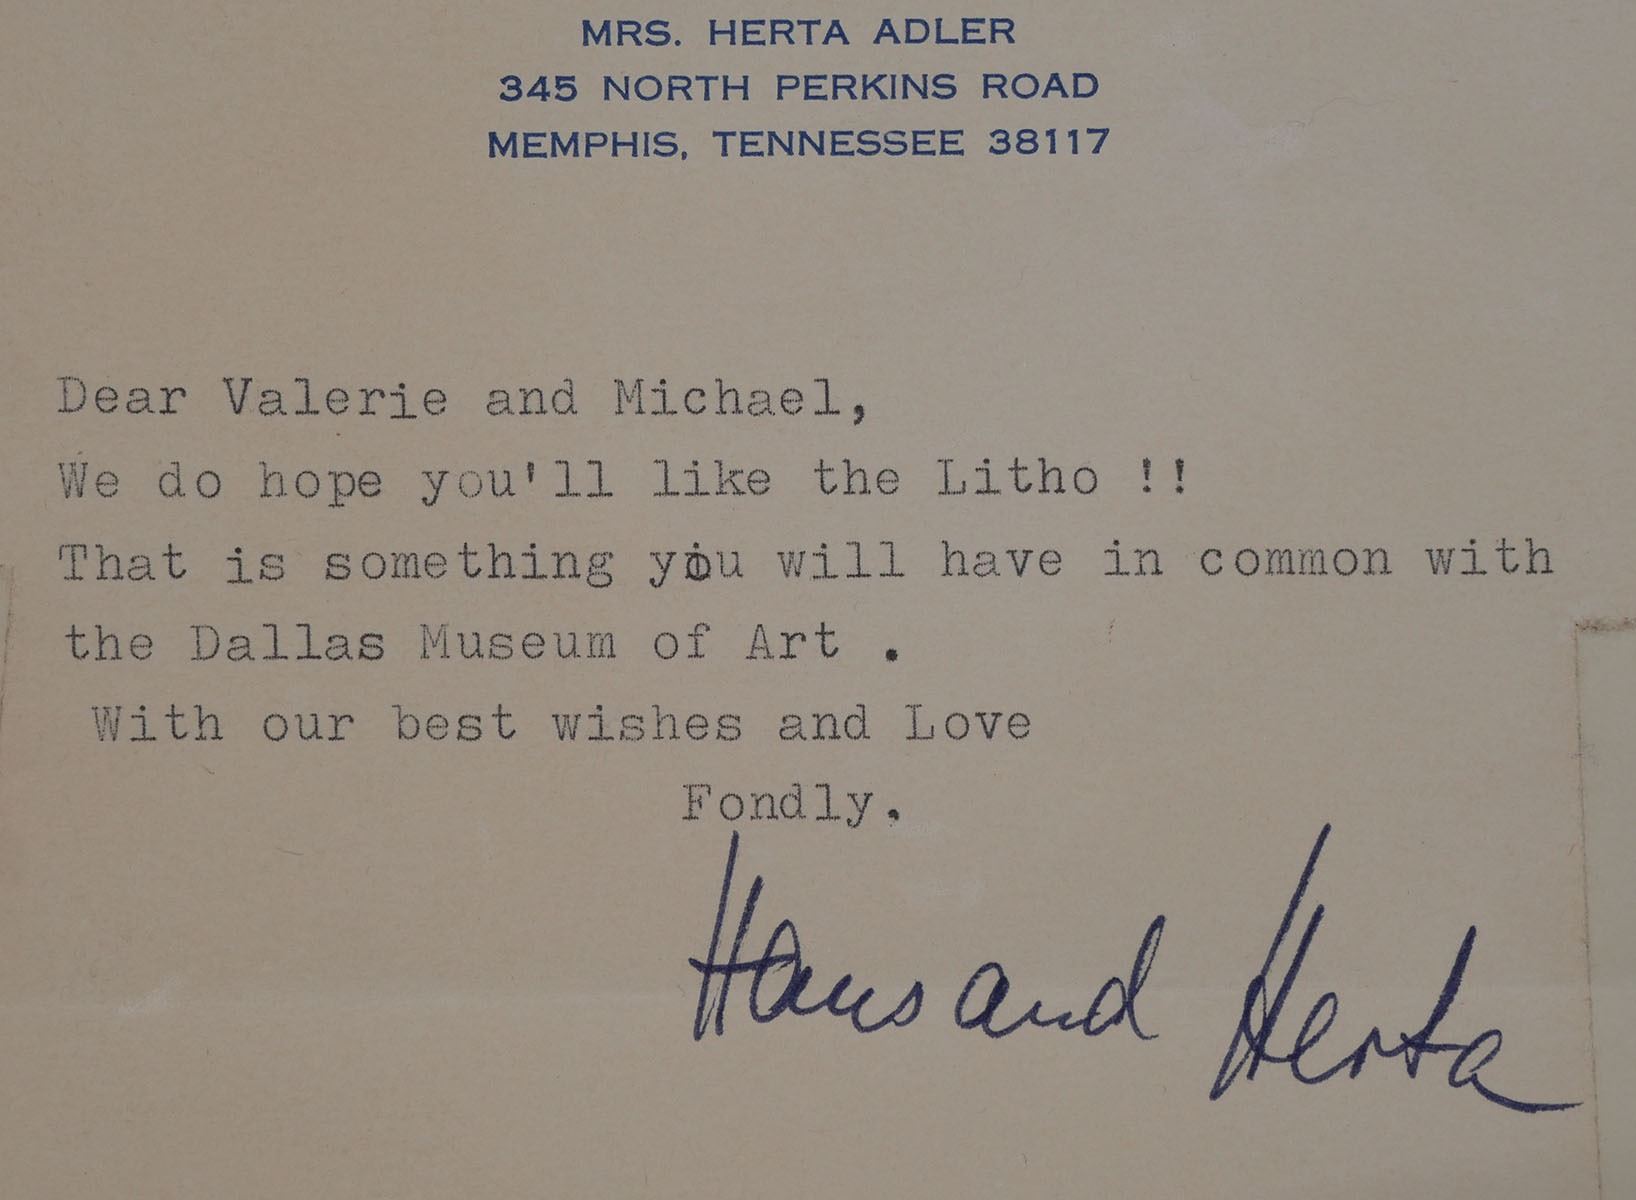 MRS. HERTA ADLER
345 NORTH PERKINS ROAD
MEMPHIS, TENNESSEE 38117
Dear Valerie and Michael,
We do hope you'll like the Litho !!
That is something you will have in common with
the Dallas Museum of Art .
With our best wishes and Love
Fondly.
Hans and Herta